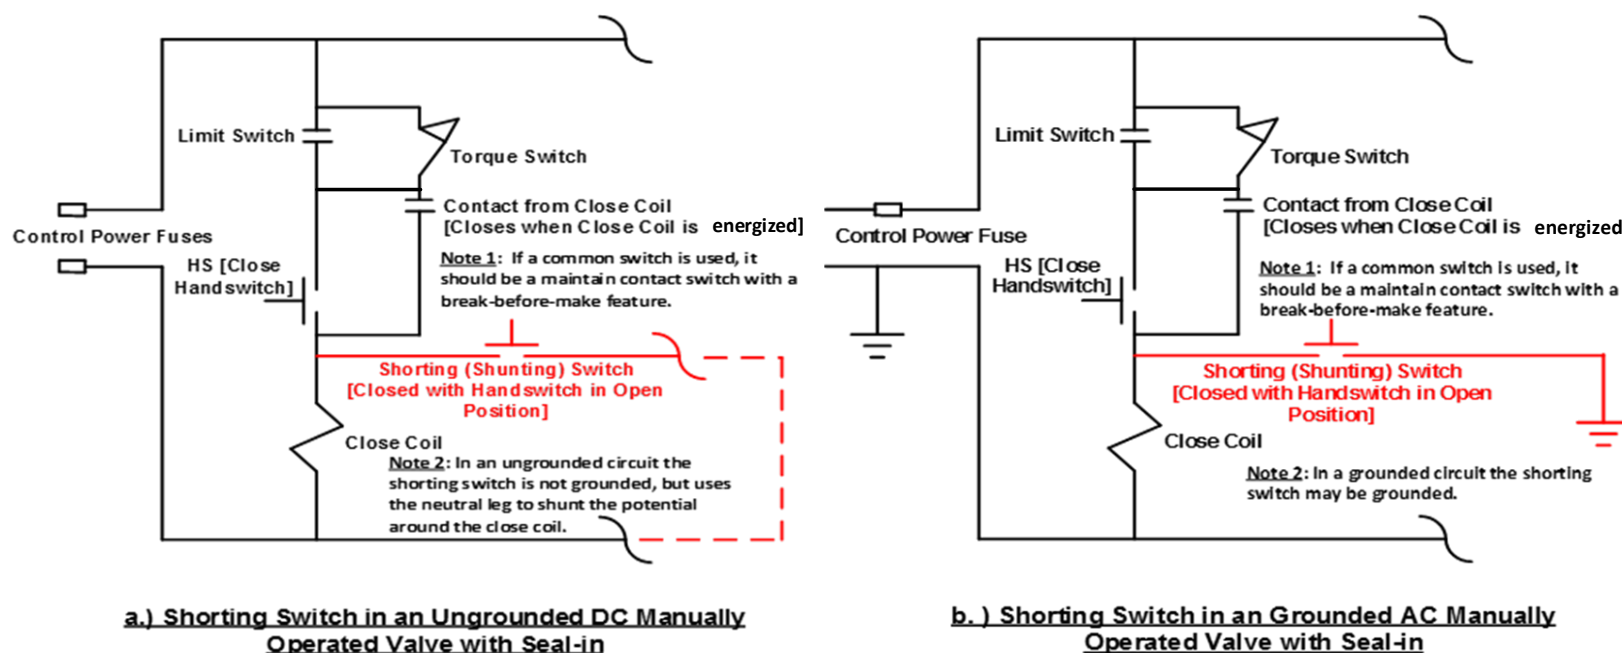 Limit Switch
Torque Switch
Contact from Close Coil
[Closes when Close Coil is energized]
Control Power Fuses
HS [Close
Handswitch]
Note 1: If a common switch is used, it
should be a maintain contact switch with a
break-before-make feature.
Shorting (Shunting) Switch
[Closed with Handswitch in Open
Position]
Close Coil
Note 2: In an ungrounded circuit the
shorting switch is not grounded, but uses
the neutral leg to shunt the potential
around the close coil.
a.) Shorting Switch in an Ungrounded DC Manually
Operated Valve with Seal-in
Limit Switch
Torque Switch
Contact from Close Coil
[Closes when Close Coil is energized
Control Power Fuse
HS [Close
Handswitch]
Note 1: If a common switch is used, it
should be a maintain contact switch with a
break-before-make feature.
Shorting (Shunting) Switch
[Closed with Handswitch in Open
Position]
Close Coil
Note 2: In a grounded circuit the shorting
switch may be grounded.
b. ) Shorting Switch in an Grounded AC Manually
Operated Valve with Seal-in